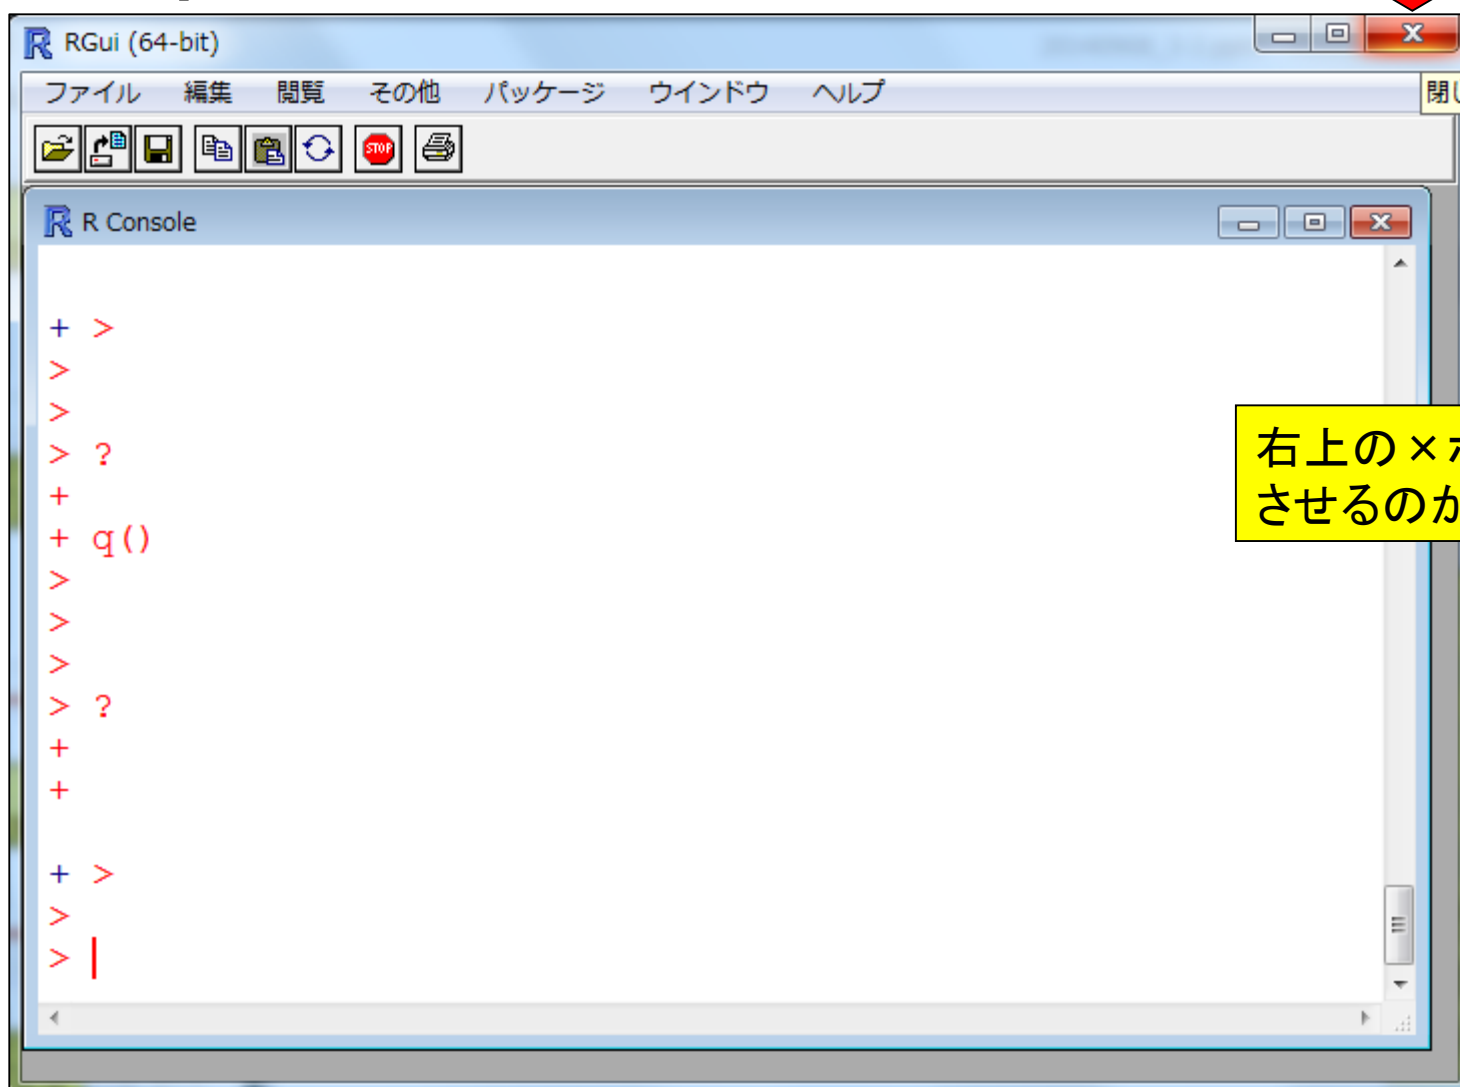 RGui (64-bit)
ファイル 編集 閲覧 その他 パッケージ ウインドウ ヘルプ
閉じ
STOP
R Console
+ >
>
>
> ?
+
+ q()
>
>
>
> ?
+
+
+ >
>
>
右上の×
させるのが